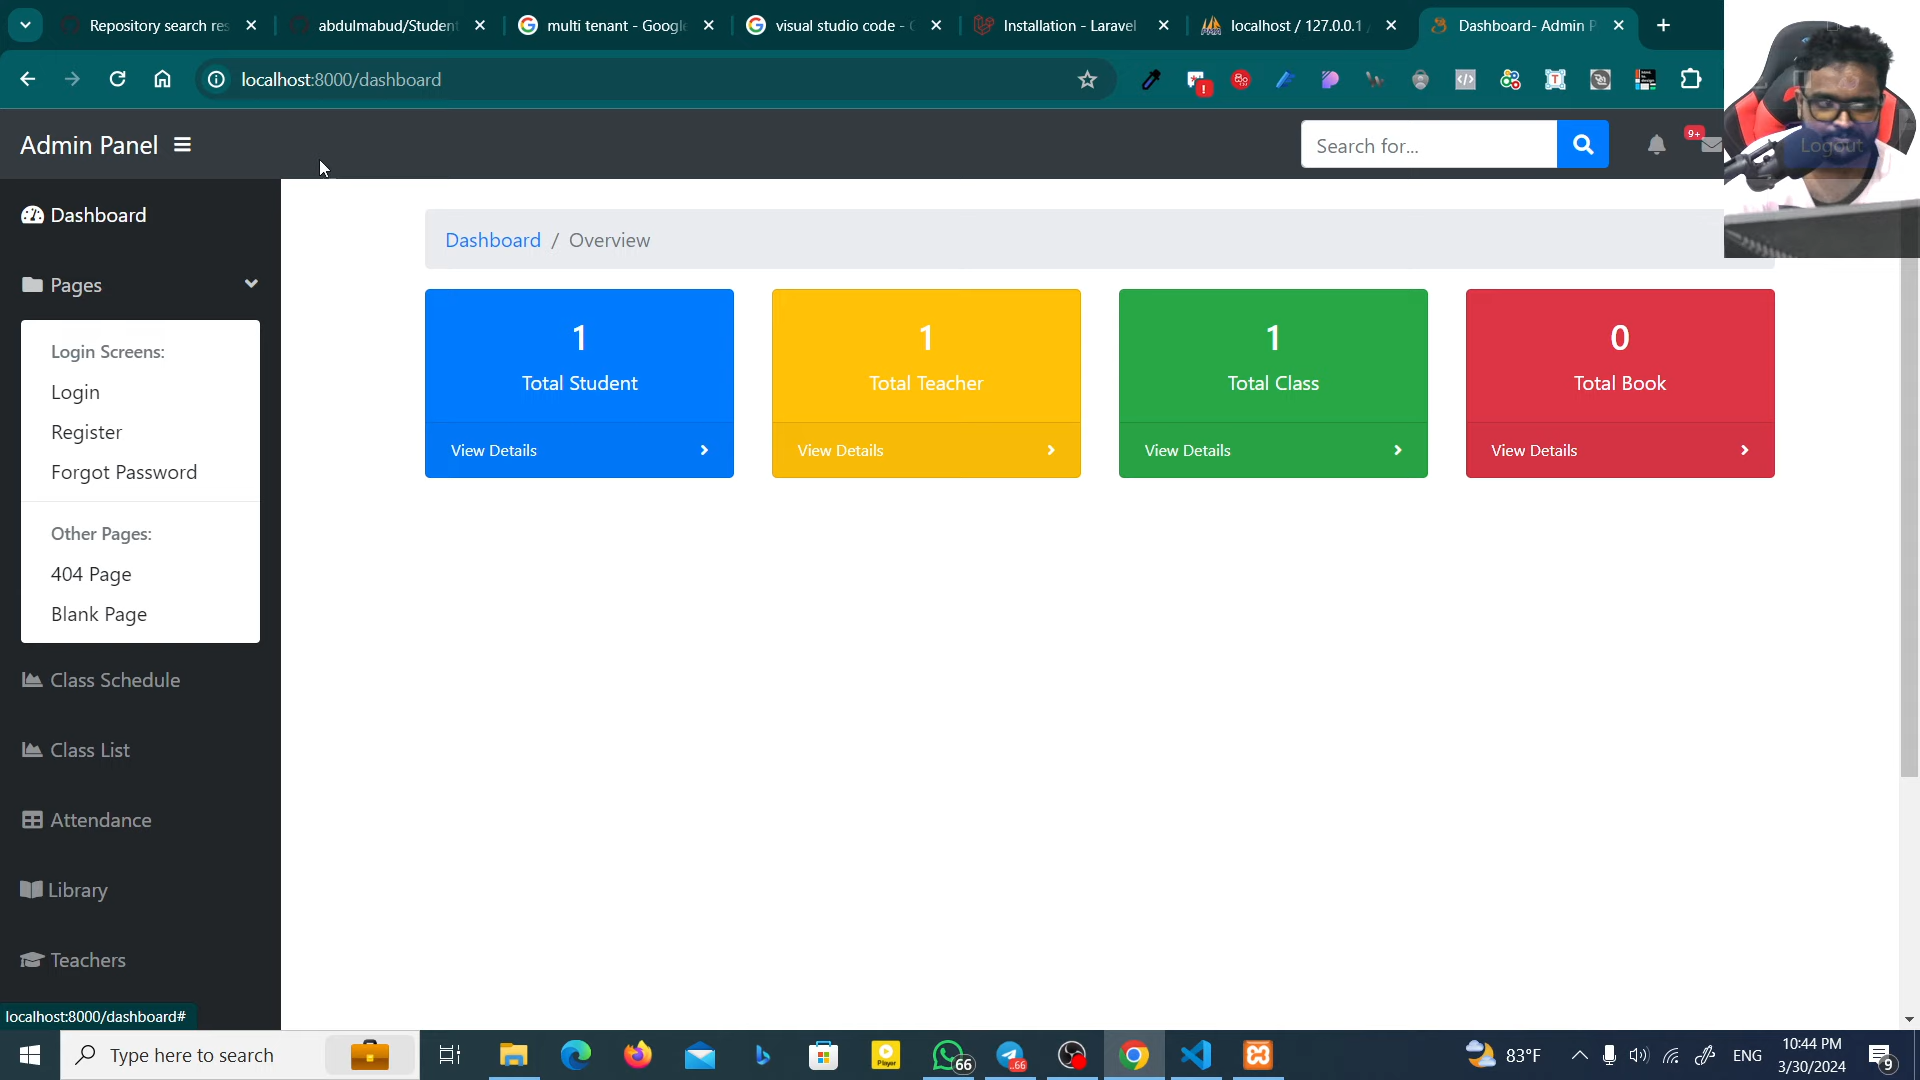 Repository search res
abdulmabud/Student
multi tenant - Google
visual studio code - G
Installation - Laravel
localhost / 127.0.0.1
Dashboard- Admin P
localhost:8000/dashboard
Admin Panel
Search for...
9+
Logout
Dashboard
Pages
Login Screens:
Login
Register
Forgot Password
Other Pages:
404 Page
Blank Page
Class Schedule
Class List
Attendance
Library
Teachers
Dashboard / Overview
1
Total Student
View Details
1
Total Teacher
View Details
1
Total Class
View Details
0
Total Book
View Details
localhost:8000/dashboard#
Type here to search
Player
66
66
83°F
ENG
10:44 PM
3/30/2024
9